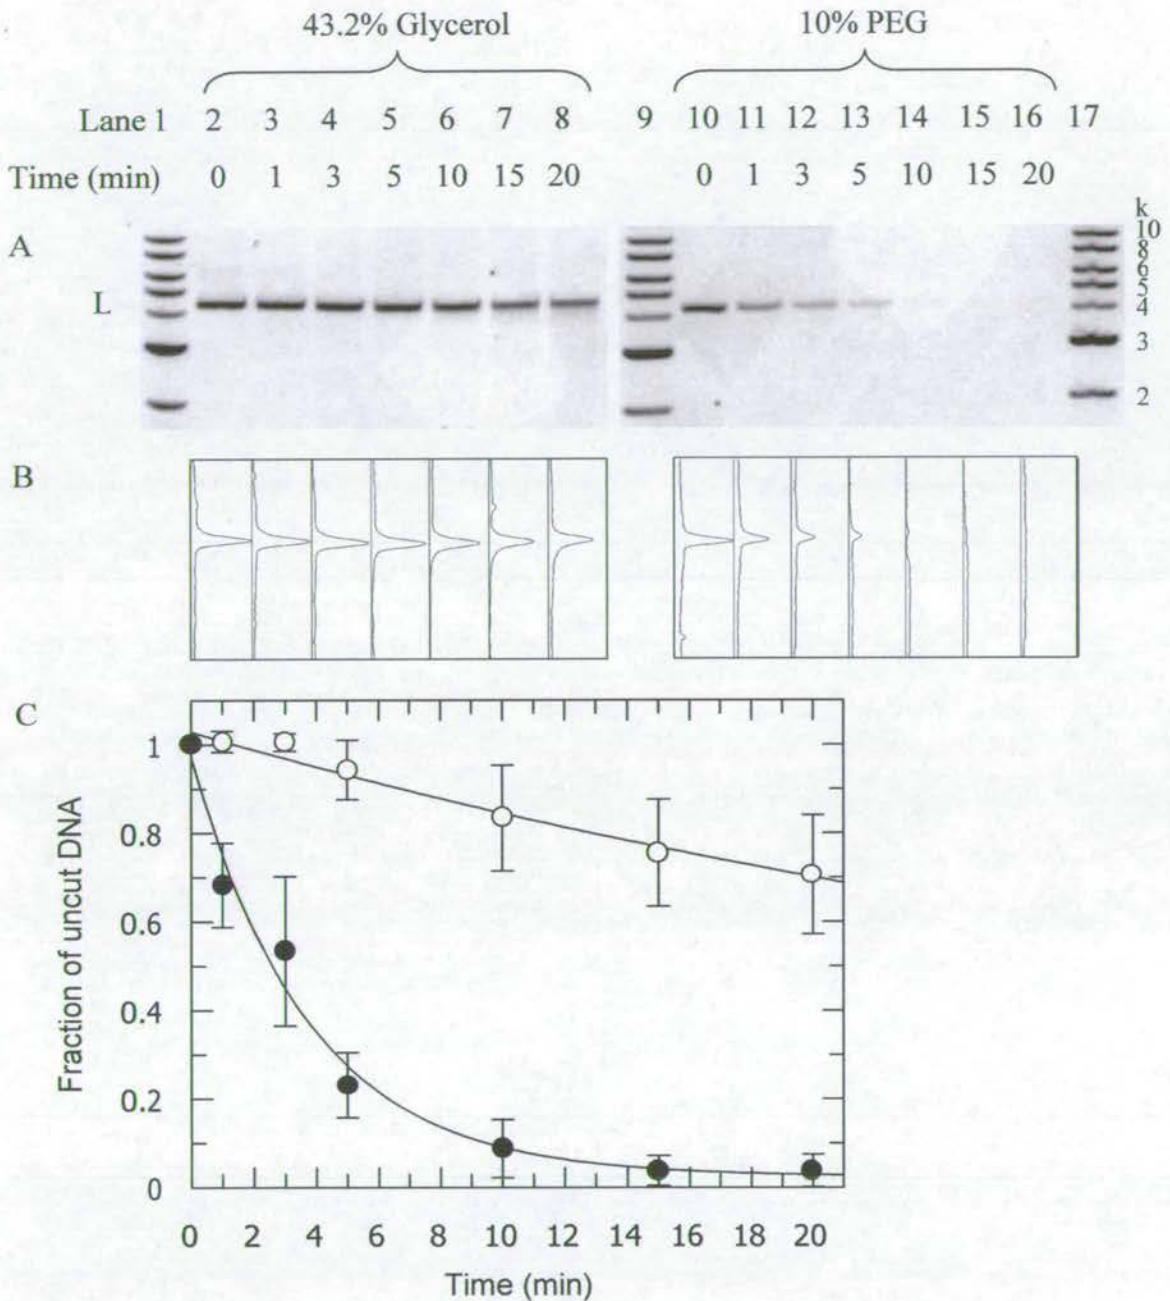 43.2% Glycerol 10% PEG
Lane 1 2 3 4 5 6 7 8 9 10 11 12 13 14 15 16 17
Time (min) 0 1 3 5 10 15 20 0 1 3 5 10 15 20
k
A
10
8
6
5
L
4
3
2
B
C
1
0.8
0.6
0.4
0.2
0
Fraction of uncut DNA
0 2 4 6 8 10 12 14 16 18 20
Time (min)